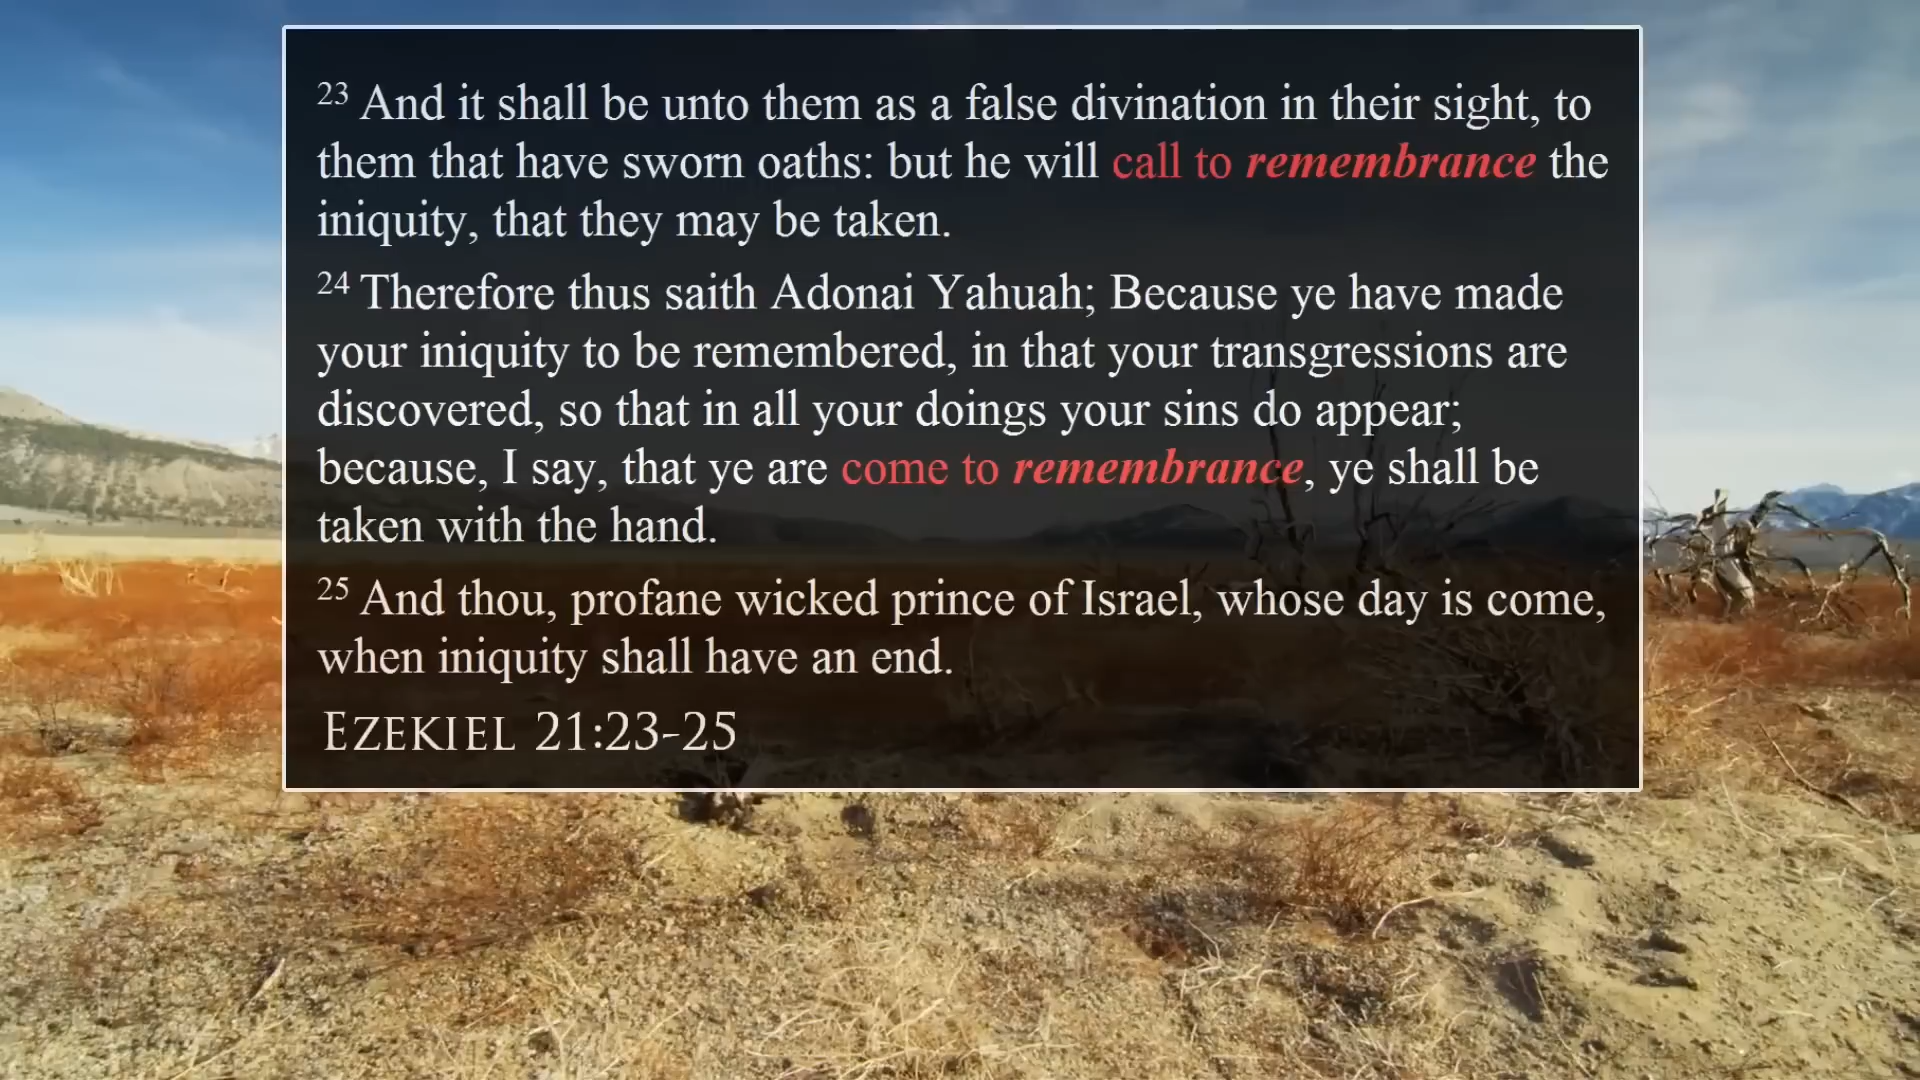 23 And it shall be unto them as a false divination in their sight, to
them that have sworn oaths: but he will call to remembrance the
iniquity, that they may be taken.
24 Therefore thus saith Adonai Yahuah; Because ye have made
your iniquity to be remembered, in that your transgressions are
discovered, so that in all your doings your sins do appear;
because, I say, that ye are come to remembrance, ye shall be
taken with the hand.
25 And thou, profane wicked prince of Israel, whose day is come,
when iniquity shall have an end.
EZEKIEL 21:23-25